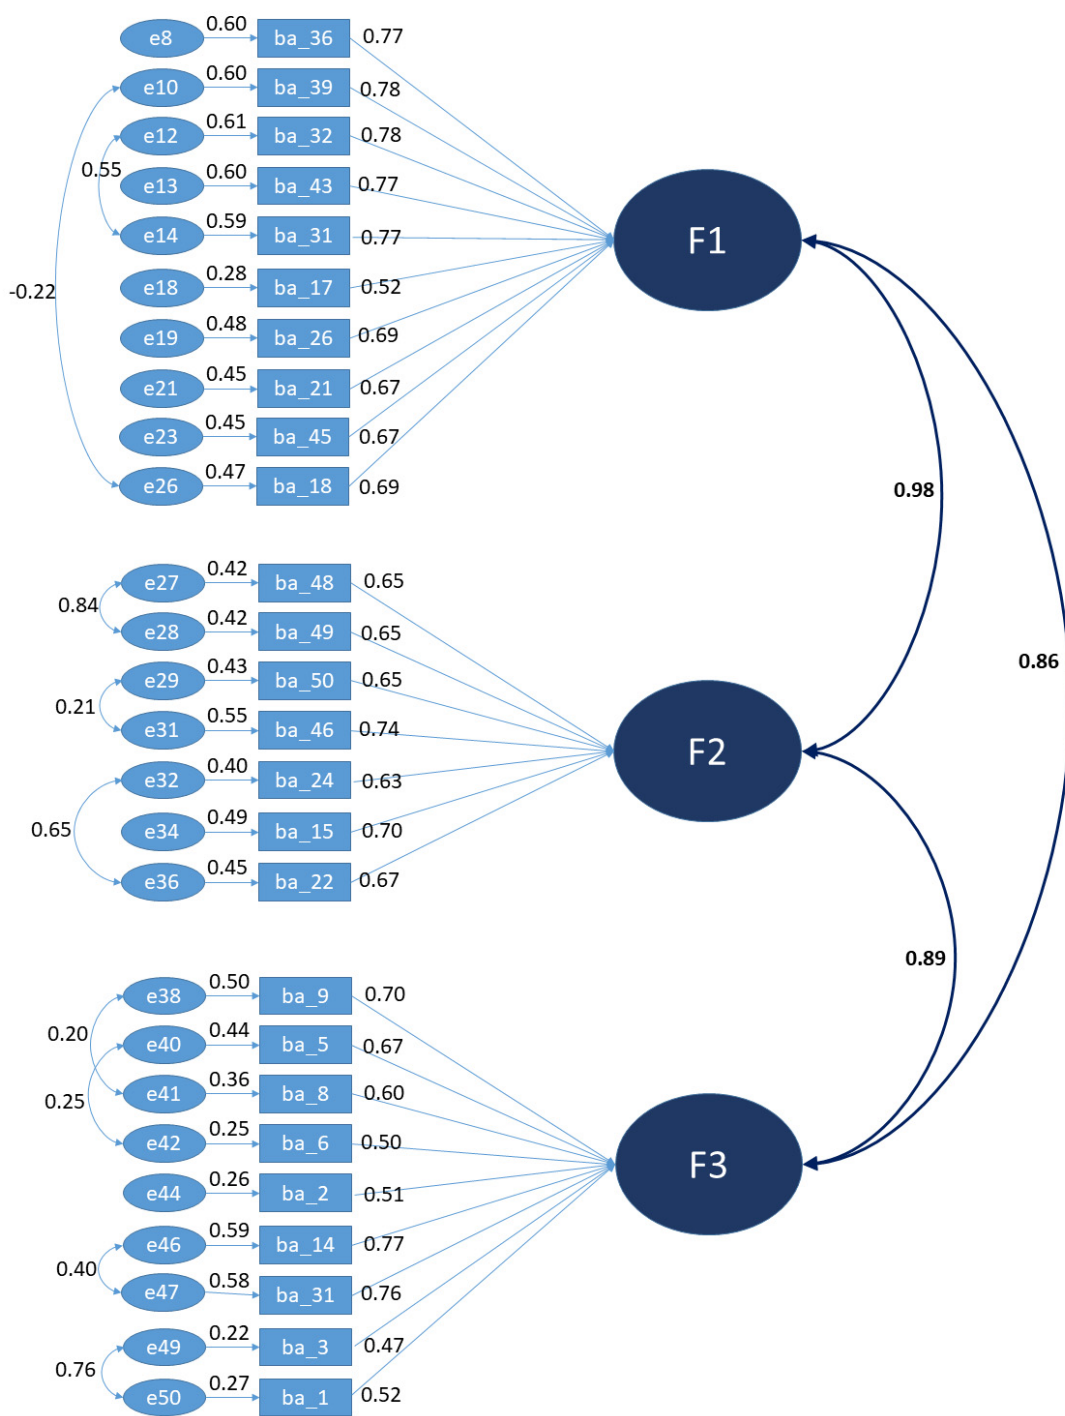 e8 0.60 ba_36 0.77
e10 0.60 ba_39 0.78
e12 0.61 ba_32 0.78
0.55 e13 0.60 ba_43 0.77
e14 0.59 ba_31 0.77
F1
-0.22 e18 0.28 ba_17 0.52
e19 0.48 ba_26 0.69
e21 0.45 ba_21 0.67
e23 0.45 ba_45 0.67
e26 0.47 ba_18 0.69
0.98
e27 0.42 ba_48 0.65
0.84
e28 0.42 ba_49 0.65
0.86
e29 0.43 ba_50 0.65
0.21
e31 0.55 ba_46 0.74
F2
e32 0.40 ba_24 0.63
0.65 e34 0.49 ba_15 0.70
e36 0.45 ba_22 0.67
0.89
e38 0.50 ba_9 0.70
0.20
e40 0.44 ba_5 0.67
e41 0.36 ba_8 0.60
0.25
e42 0.25 ba_6 0.50
F3
e44 0.26 ba_2 0.51
e46 0.59 ba_14 0.77
0.40
e47 0.58 ba_31 0.76
e49 0.22 ba_3 0.47
0.76
e50 0.27 ba_1 0.52